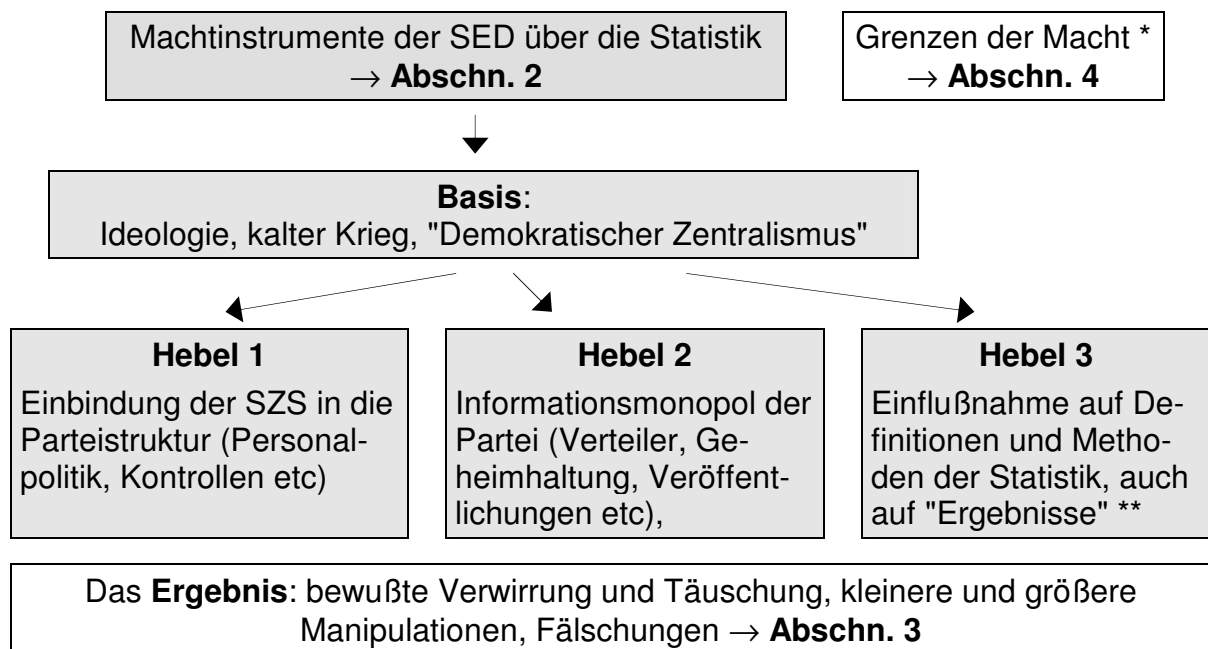 Machtinstrumente der SED über die Statistik
→ Abschn. 2
Grenzen der Macht *
→ Abschn. 4
Basis:
Ideologie, kalter Krieg, "Demokratischer Zentralismus"
Hebel 1
Einbindung der SZS in die
Parteistruktur (Personal-
politik, Kontrollen etc)
Hebel 2
Informationsmonopol der
Partei (Verteiler, Ge-
heimhaltung, Veröffent-
lichungen etc),
Hebel 3
Einflußnahme auf De-
finitionen und Metho-
den der Statistik, auch
auf "Ergebnisse" **
Das Ergebnis: bewußte Verwirrung und Täuschung, kleinere und größere
Manipulationen, Fälschungen → Abschn. 3